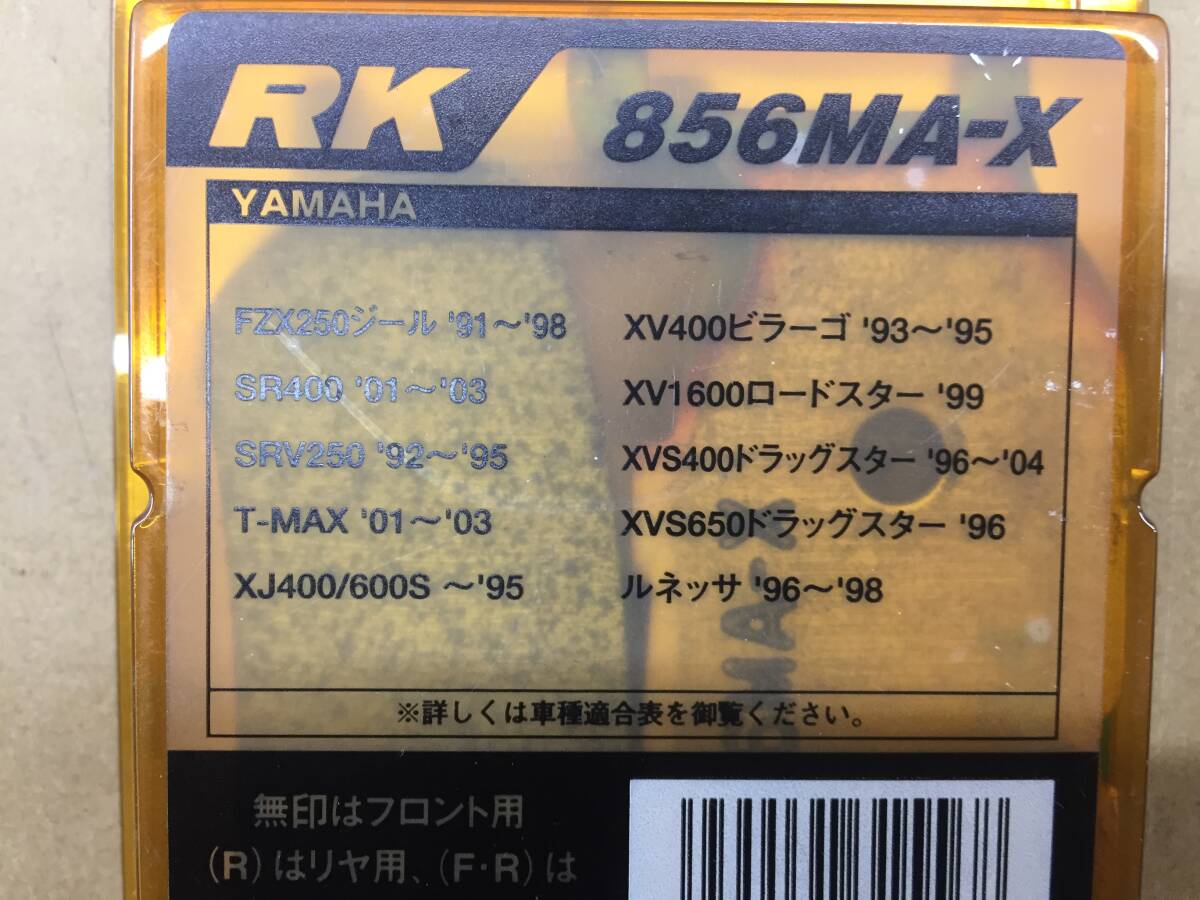 RK 856MA-X
YAMAHA
FZX250ジール '91～'98
SR400 '01～'03
SRV250 '92～'95
T-MAX '01～'03
XJ400/600S ～'95
XV400ビラーゴ '93～'95
XV1600ロードスター '99
XVS400ドラッグスター '96～'04
XVS650ドラッグスター '96
ルネッサ '96～'98
※詳しくは車種適合表を御覧ください。
無印はフロント用
(R)はリヤ用、(F・R)は
MA-X